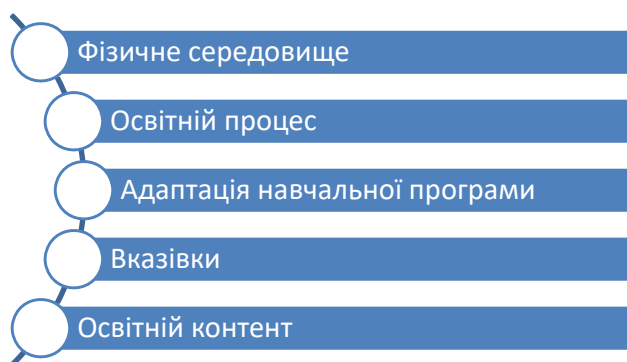 Фізичне середовище
Освітній процес
Адаптація навчальної програми
Вказівки
Освітній контент